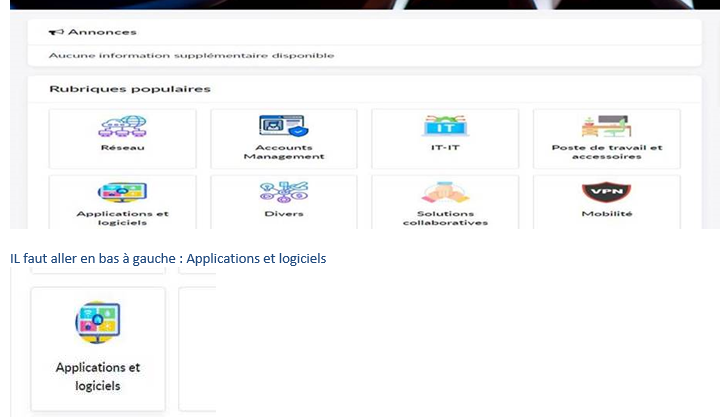 Annonces
Aucune information supplémentaire disponible
Rubriques populaires
Réseau
Accounts
Management
IT
IT-IT
Poste de travail et
accessoires
Applications et
logiciels
Divers
Solutions
collaboratives
VPN
Mobilité
IL faut aller en bas à gauche : Applications et logiciels
Applications et
logiciels